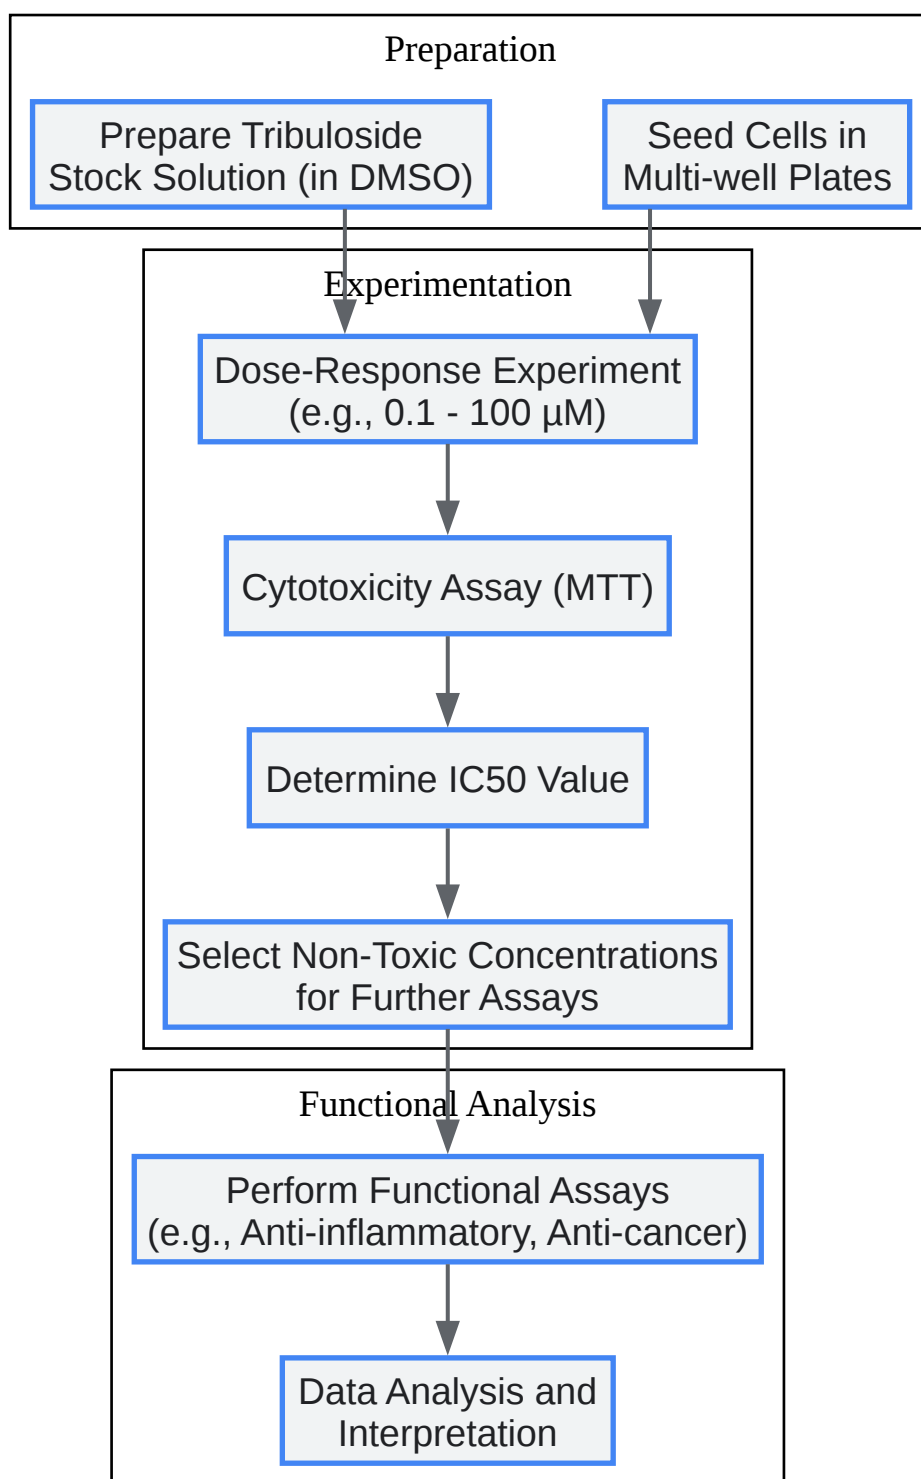 Preparation
Prepare Tribuloside
Stock Solution (in DMSO)
Seed Cells in
Multi-well Plates
Experimentation
Dose-Response Experiment
(e.g., 0.1 - 100 µM)
Cytotoxicity Assay (MTT)
Determine IC50 Value
Select Non-Toxic Concentrations
for Further Assays
Functional Analysis
Perform Functional Assays
(e.g., Anti-inflammatory, Anti-cancer)
Data Analysis and
Interpretation